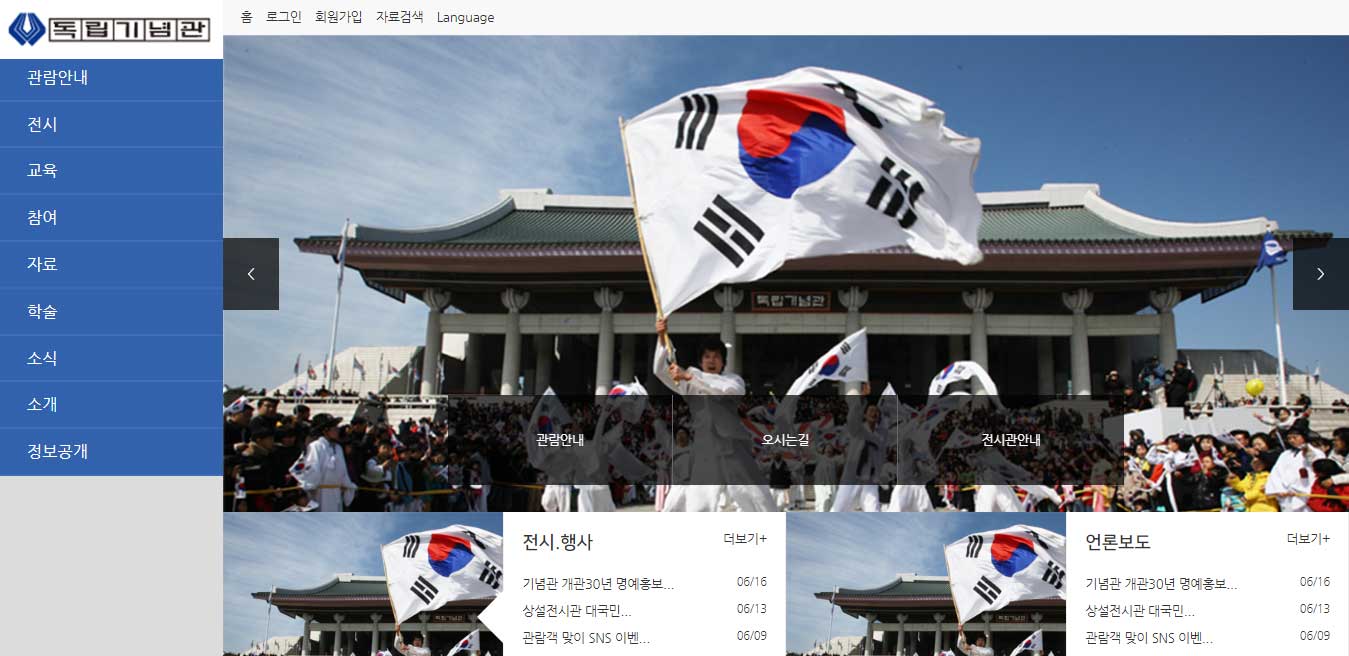 독립기념관
홈 로그인 회원가입 자료검색 Language
관람안내
전시
교육
참여
자료
학술
소식
소개
정보공개
독립기념관
관람안내 오시는길 전시관안내
전시.행사 더보기+
기념관 개관30년 명예홍보... 06/16
상설전시관 대국민... 06/13
관람객 맞이 SNS 이벤... 06/09
언론보도 더보기+
기념관 개관30년 명예홍보... 06/16
상설전시관 대국민... 06/13
관람객 맞이 SNS 이벤... 06/09